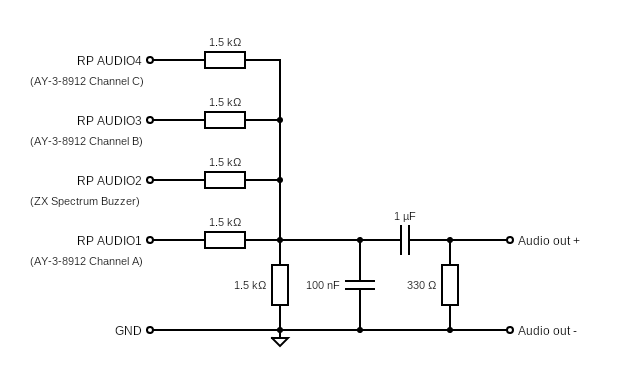 1.5 kΩ
RP AUDIO4
(AY-3-8912 Channel C)
1.5 kΩ
RP AUDIO3
(AY-3-8912 Channel B)
1.5 kΩ
RP AUDIO2
(ZX Spectrum Buzzer)
1.5 kΩ
1 µF
RP AUDIO1
Audio out +
(AY-3-8912 Channel A)
1.5 kΩ
100 nF
330 Ω
GND
Audio out -